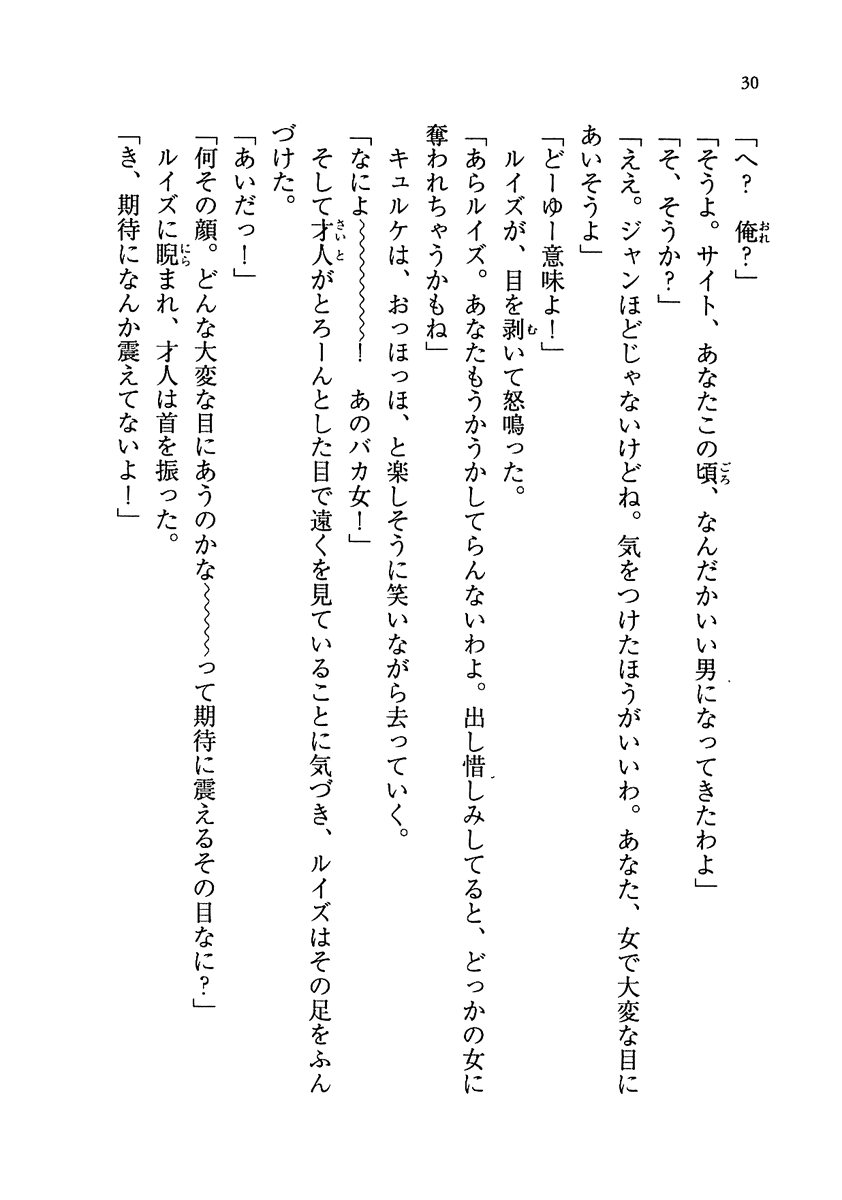 30
「へ？　俺？」
「そうよ。サイト、あなたこの頃、なんだかいい男になってきたわよ」
「そ、そうか？」
「ええ。ジャンほどじゃないけどね。気をつけたほうがいいわ。あなた、女で大変な目に
あいそうよ」
「どーゆー意味よ！」
　ルイズが、目を剥いて怒鳴った。
「あらルイズ。あなたもうかうかしてらんないわよ。出し惜しみしてると、どっかの女に
奪われちゃうかもね」
　キュルケは、おっほっほ、と楽しそうに笑いながら去っていく。
「なによ〜〜〜〜〜〜！　あのバカ女！」
　そして才人がとろーんとした目で遠くを見ていることに気づき、ルイズはその足をふん
づけた。
「あいだっ！」
「何その顔。どんな大変な目にあうのかな〜〜〜〜〜って期待に震えるその目なに？」
　ルイズに睨まれ、才人は首を振った。
「き、期待になんか震えてないよ！」